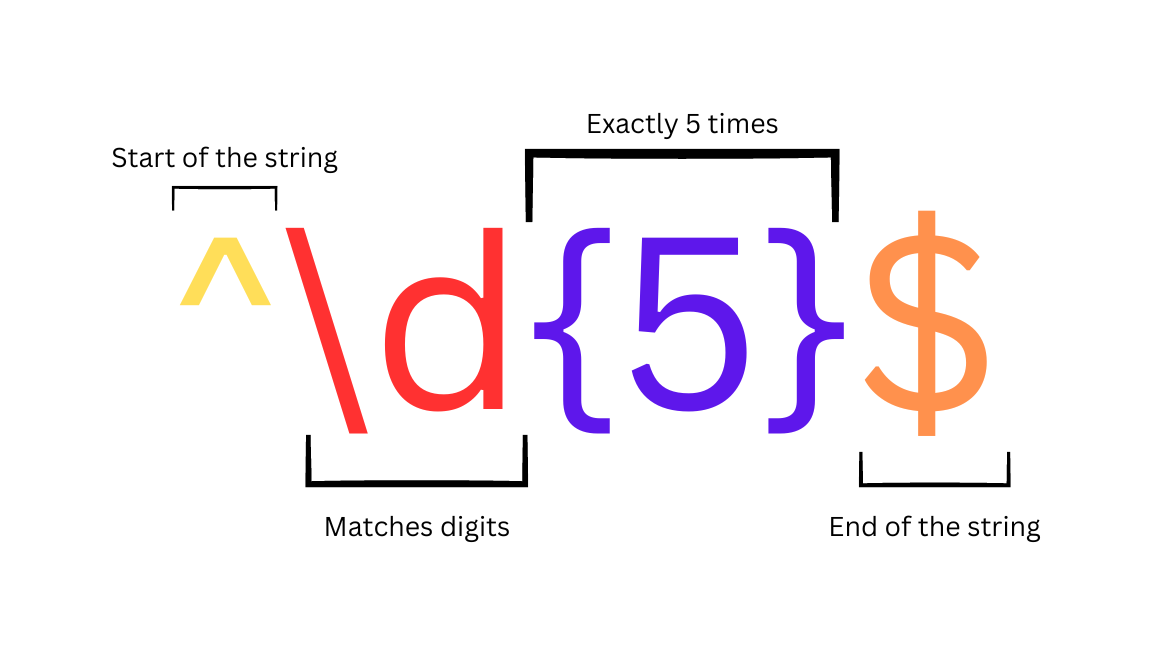 Exactly 5 times
Start of the string
^\d{5}$
Matches digits
End of the string